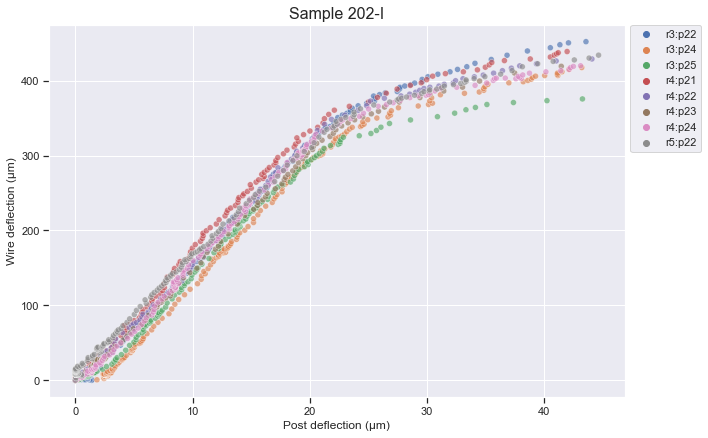 Sample 202-I
Wire deflection (μm)
400
300
200
100
0
0 10 20 30 40
Post deflection (μm)
r3:p22
r3:p24
r3:p25
r4:p21
r4:p22
r4:p23
r4:p24
r5:p22